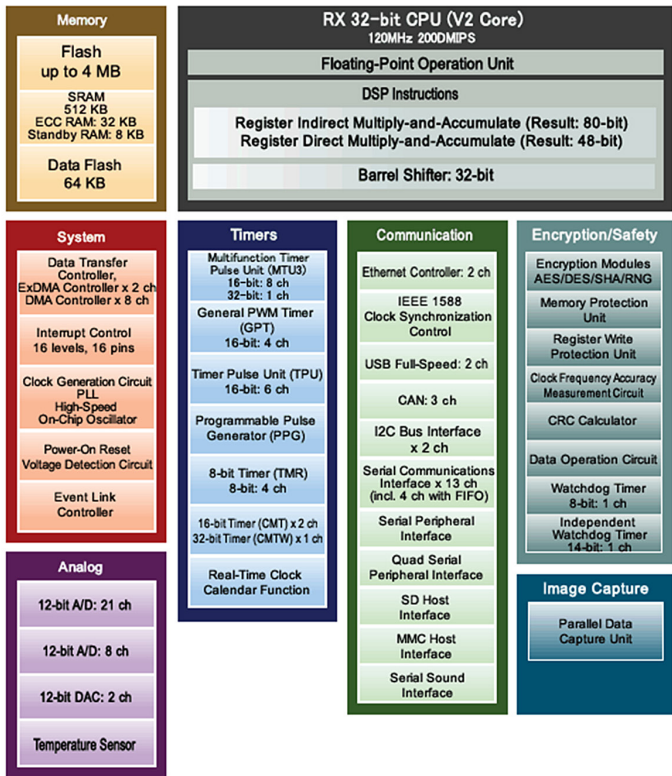 Memory
Flash
up to 4 MB
SRAM
512 KB
ECC RAM: 32 KB
Standby RAM: 8 KB
Data Flash
64 KB
RX 32-bit CPU (V2 Core)
120MHz 200DMIPS
Floating-Point Operation Unit
DSP Instructions
Register Indirect Multiply-and-Accumulate (Result: 80-bit)
Register Direct Multiply-and-Accumulate (Result: 48-bit)
Barrel Shifter: 32-bit
System
Data Transfer
Controller,
ExDMA Controller x 2 ch
DMA Controller x 8 ch
Interrupt Control
16 levels, 16 pins
Clock Generation Circuit
PLL
High-Speed
On-Chip Oscillator
Power-On Reset
Voltage Detection Circuit
Event Link
Controller
Analog
12-bit A/D: 21 ch
12-bit A/D: 8 ch
12-bit DAC: 2 ch
Temperature Sensor
Timers
Multifunction Timer
Pulse Unit (MTU3)
16-bit: 8 ch
32-bit: 1 ch
General PWM Timer
(GPT)
16-bit: 4 ch
Timer Pulse Unit (TPU)
16-bit: 6 ch
Programmable Pulse
Generator (PPG)
8-bit Timer (TMR)
8-bit: 4 ch
16-bit Timer (CMT) x 2 ch
32-bit Timer (CMTW) x 1 ch
Real-Time Clock
Calendar Function
Communication
Ethernet Controller: 2 ch
IEEE 1588
Clock Synchronization
Control
USB Full-Speed: 2 ch
CAN: 3 ch
I2C Bus Interface
x 2 ch
Serial Communications
Interface x 13 ch
(incl. 4 ch with FIFO)
Serial Peripheral
Interface
Quad Serial
Peripheral Interface
SD Host
Interface
MMC Host
Interface
Serial Sound
Interface
Encryption/Safety
Encryption Modules
AES/DES/SHA/RNG
Memory Protection
Unit
Register Write
Protection Unit
Clock Frequency Accuracy
Measurement Circuit
CRC Calculator
Data Operation Circuit
Watchdog Timer
8-bit: 1 ch
Independent
Watchdog Timer
14-bit: 1 ch
Image Capture
Parallel Data
Capture Unit